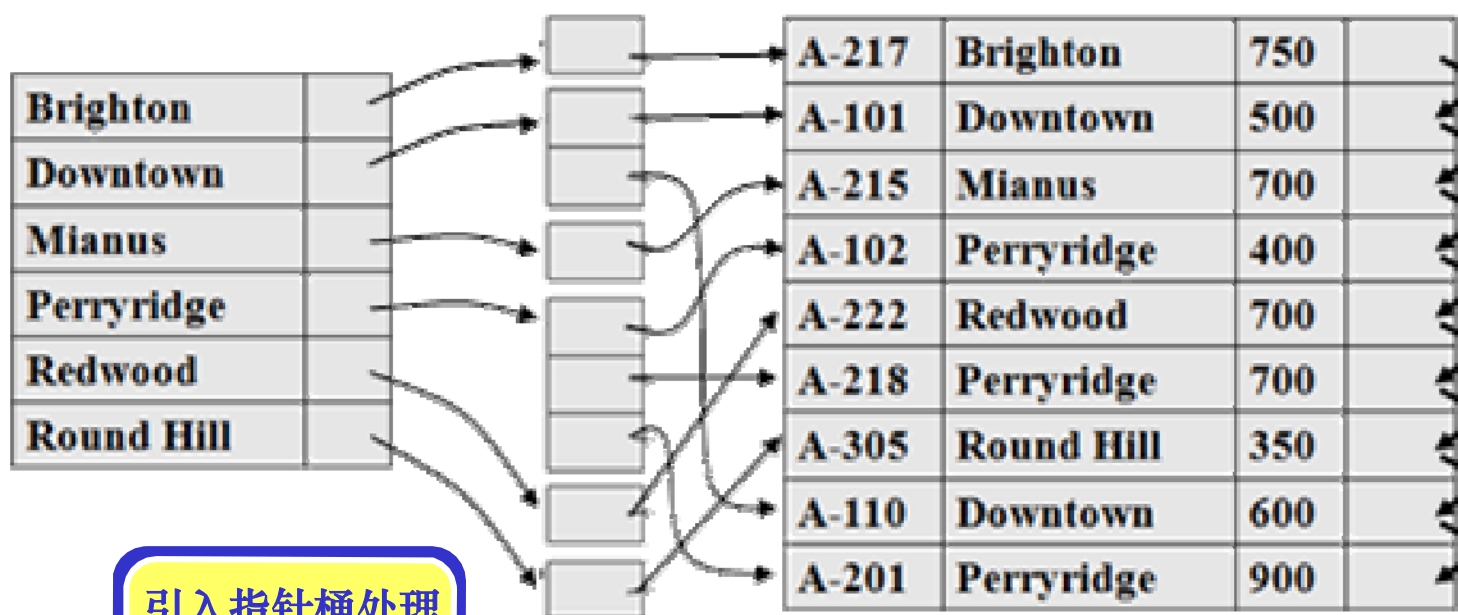 Brighton
Downtown
Mianus
Perryridge
Redwood
Round Hill
A-217 Brighton 750
A-101 Downtown 500
A-215 Mianus 700
A-102 Perryridge 400
A-222 Redwood 700
A-218 Perryridge 700
A-305 Round Hill 350
A-110 Downtown 600
A-201 Perryridge 900
引入指针桶处理